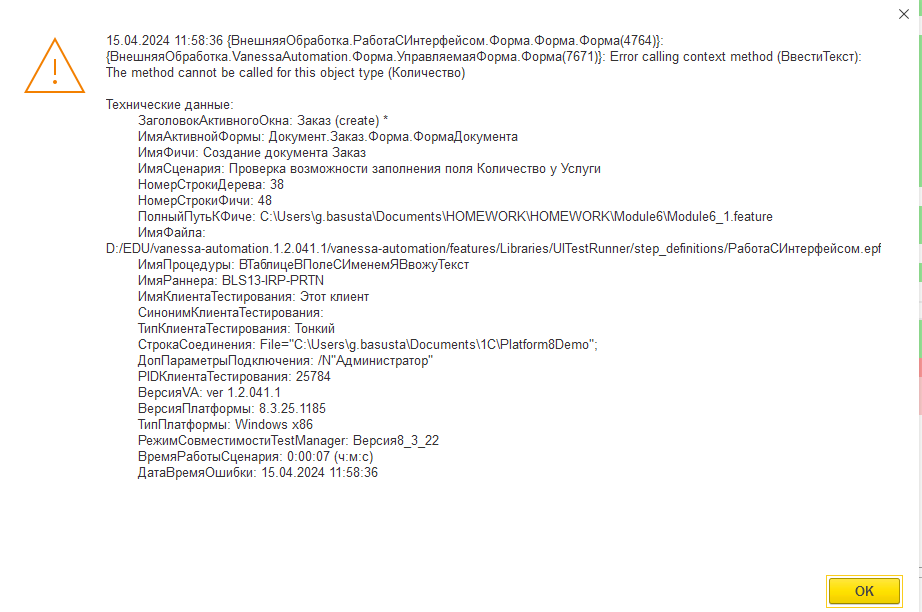 15.04.2024 11:58:36 {ВнешняяОбработка.РаботаСИнтерфейсом.Форма.Форма.Форма(4764)}:
{ВнешняяОбработка.VanessaAutomation.Форма.УправляемаяФорма.Форма(7671)}: Error calling context method (ВвестиТекст):
The method cannot be called for this object type (Количество)
Технические данные:
ЗаголовокАктивногоОкна: Заказ (create) *
ИмяАктивнойФормы: Документ.Заказ.Форма.ФормаДокумента
ИмяФичи: Создание документа Заказ
ИмяСценария: Проверка возможности заполнения поля Количество у Услуги
НомерСтрокиДерева: 38
НомерСтрокиФичи: 48
ПолныйПутьКФиче: C:\Users\g.basusta\Documents\HOMEWORK\HOMEWORK\Module6\Module6_1.feature
ИмяФайла:
D:/EDU/vanessa-automation.1.2.041.1/vanessa-automation/features/Libraries/UITestRunner/step_definitions/РаботаСИнтерфейсом.epf
ИмяПроцедуры: ВТаблицеВПолеСИменемЯВвожуТекст
ИмяРаннера: BLS13-IRP-PRTN
ИмяКлиентаТестирования: Этот клиент
СинонимКлиентаТестирования:
ТипКлиентаТестирования: Тонкий
СтрокаСоединения: File="C:\Users\g.basusta\Documents\1C\Platform8Demo";
ДопПараметрыПодключения: /N"Администратор"
PIDКлиентаТестирования: 25784
ВерсияVA: ver 1.2.041.1
ВерсияПлатформы: 8.3.25.1185
ТипПлатформы: Windows x86
РежимСовместимостиTestManager: Версия8_3_22
ВремяРаботыСценария: 0:00:07 (ч:м:с)
ДатаВремяОшибки: 15.04.2024 11:58:36
OK